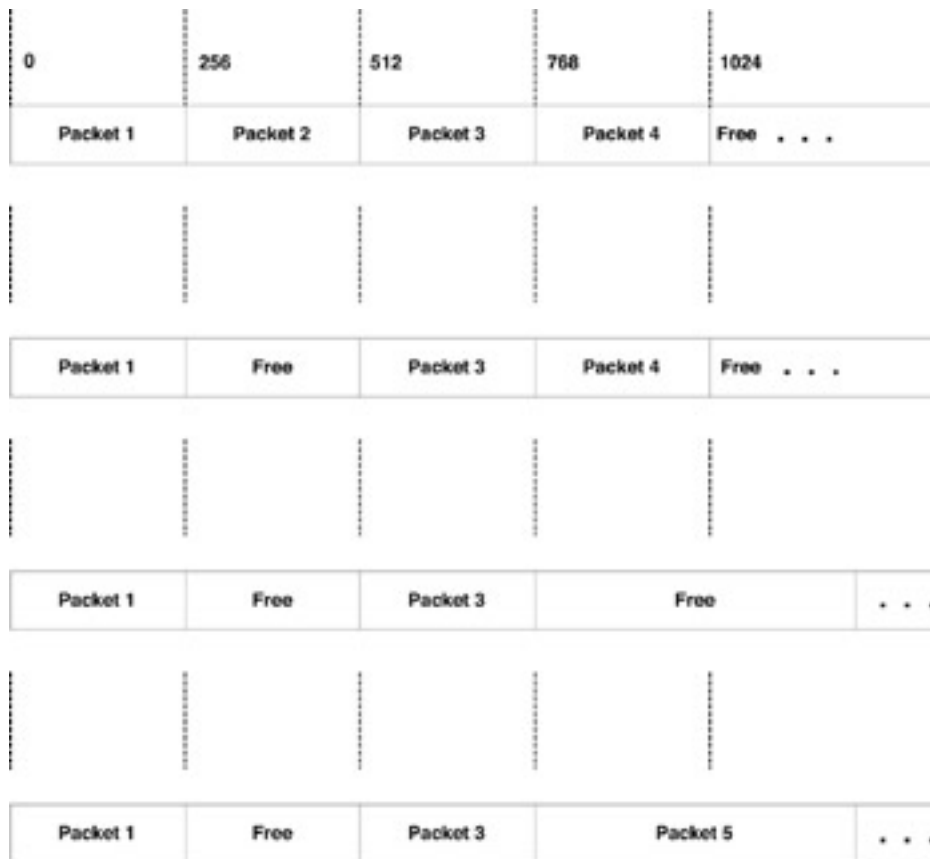 0 256 512 768 1024
Packet 1 Packet 2 Packet 3 Packet 4 Free . . .
Packet 1 Free Packet 3 Packet 4 Free . . .
Packet 1 Free Packet 3 Free . . .
Packet 1 Free Packet 3 Packet 5 . . .